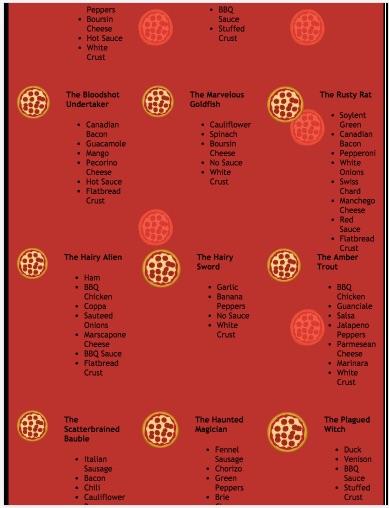 Peppers
Boursin
Cheese
Hot Sauce
White
Crust
BBQ
Sauce
Stuffed
Crust
The Bloodshot
Undertaker
Canadian
Bacon
Guacamole
Mango
Pecorino
Cheese
Hot Sauce
Flatbread
Crust
The Marvelous
Goldfish
Cauliflower
Spinach
Boursin
Cheese
No Sauce
White
Crust
The Rusty Rat
Soylent
Green
Canadian
Bacon
Pepperoni
White
Onions
Swiss
Chard
Manchego
Cheese
Red
Sauce
Flatbread
Crust
The Hairy Alien
Ham
BBQ
Chicken
Coppa
Sauteed
Onions
Marscapone
Cheese
BBQ Sauce
Flatbread
Crust
The Hairy
Sword
Garlic
Banana
Peppers
No Sauce
White
Crust
The Amber
Trout
BBQ
Chicken
Guanciale
Salsa
Jalapeno
Peppers
Parmesean
Cheese
Marinara
White
Crust
The
Scatterbrained
Bauble
Italian
Sausage
Bacon
Chili
Cauliflower
The Haunted
Magician
Fennel
Sausage
Chorizo
Green
Peppers
Brie
The Plagued
Witch
Duck
Venison
BBQ
Sauce
Stuffed
Crust